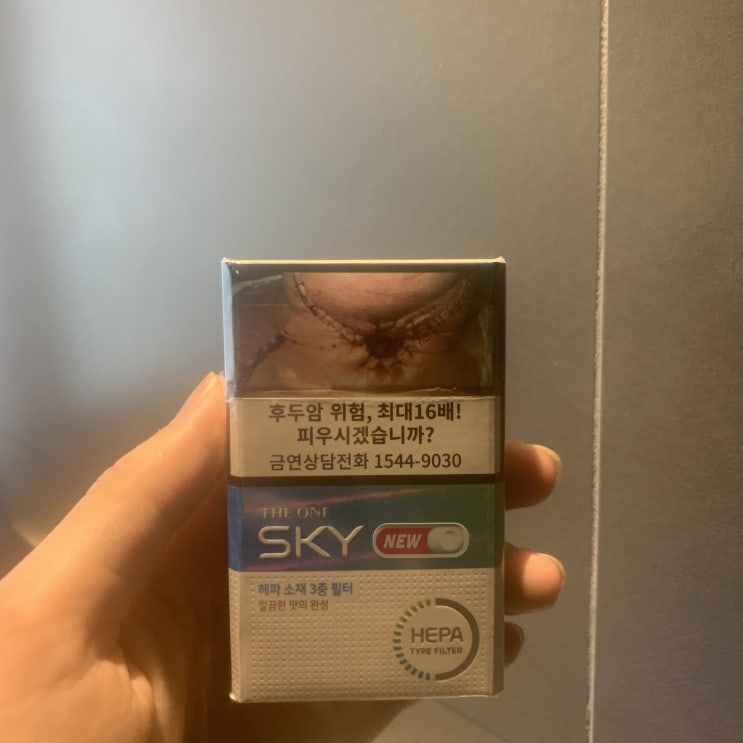 후두암 위험, 최대16배!
피우시겠습니까?
금연상담전화 1544-9030
THE ONE
SKY NEW
헤파 소재 3중 필터
깔끔한 맛의 완성
HEPA
TYPE FILTER